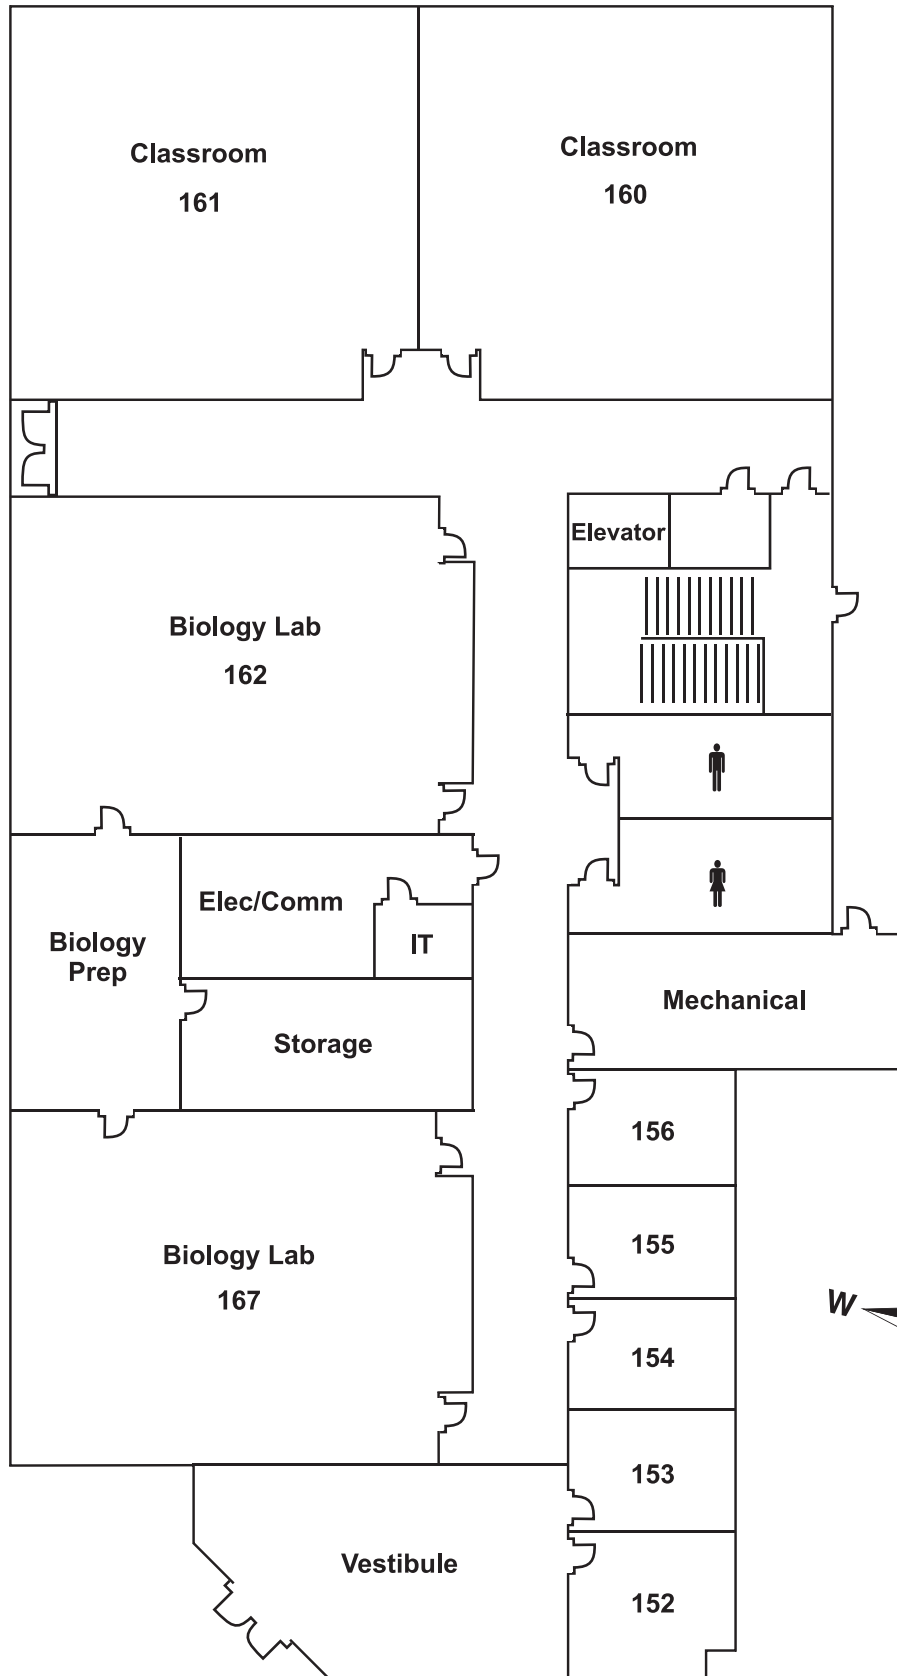 Classroom
161
Classroom
160
Elevator
Biology Lab
162
Elec/Comm
IT
Biology
Prep
Storage
Mechanical
156
155
Biology Lab
167
W
154
153
Vestibule
152